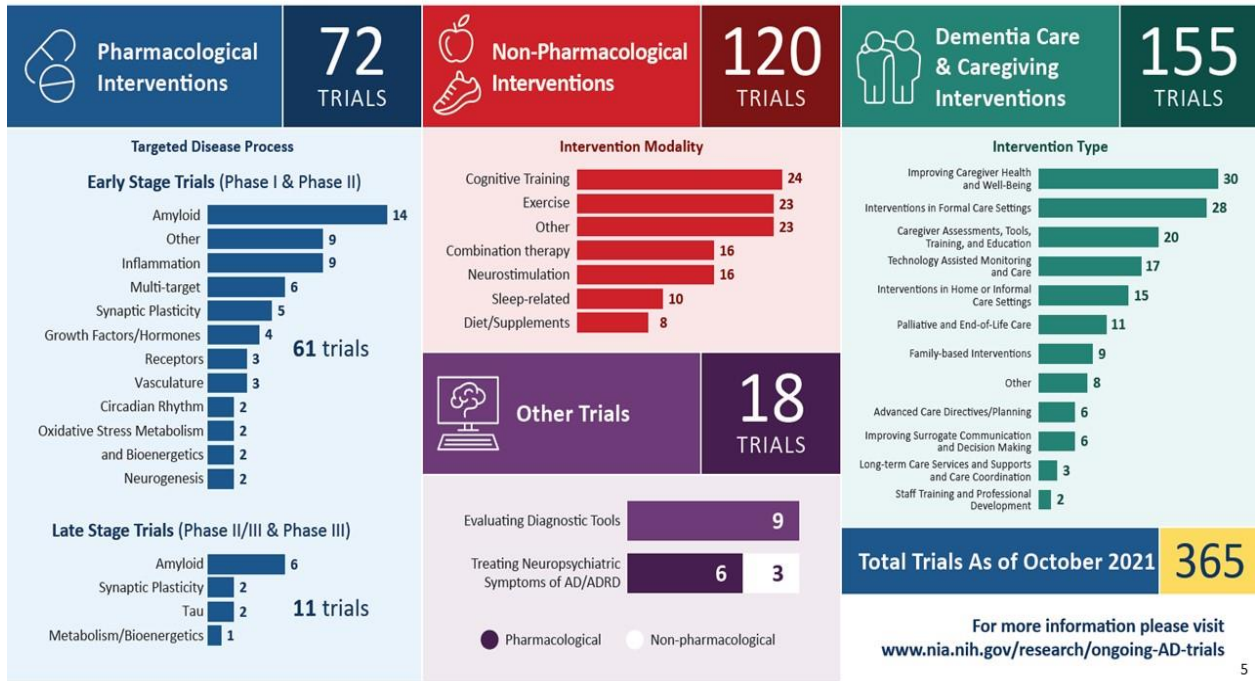 Pharmacological
Interventions
72
TRIALS
Targeted Disease Process
Early Stage Trials (Phase I & Phase II)
Amyloid 14
Other 9
Inflammation 9
Multi-target 6
Synaptic Plasticity 5
Growth Factors/Hormones 4
Receptors 3
Vasculature 3
Circadian Rhythm 2
Oxidative Stress Metabolism 2
and Bioenergetics 2
Neurogenesis 2
61 trials
Late Stage Trials (Phase II/III & Phase III)
Amyloid 6
Synaptic Plasticity 2
Tau 2
Metabolism/Bioenergetics 1
11 trials
Non-Pharmacological
Interventions
120
TRIALS
Intervention Modality
Cognitive Training 24
Exercise 23
Other 23
Combination therapy 16
Neurostimulation 16
Sleep-related 10
Diet/Supplements 8
Other Trials
18
TRIALS
Evaluating Diagnostic Tools 9
Treating Neuropsychiatric
Symptoms of AD/ADRD 6 3
Pharmacological Non-pharmacological
Dementia Care
& Caregiving
Interventions
155
TRIALS
Intervention Type
Improving Caregiver Health
and Well-Being 30
Interventions in Formal Care Settings 28
Caregiver Assessments, Tools,
Training, and Education 20
Technology Assisted Monitoring
and Care 17
Interventions in Home or Informal
Care Settings 15
Palliative and End-of-Life Care 11
Family-based Interventions 9
Other 8
Advanced Care Directives/Planning 6
Improving Surrogate Communication
and Decision Making 6
Long-term Care Services and Supports
and Care Coordination 3
Staff Training and Professional
Development 2
Total Trials As of October 2021 365
For more information please visit
www.nia.nih.gov/research/ongoing-AD-trials
5